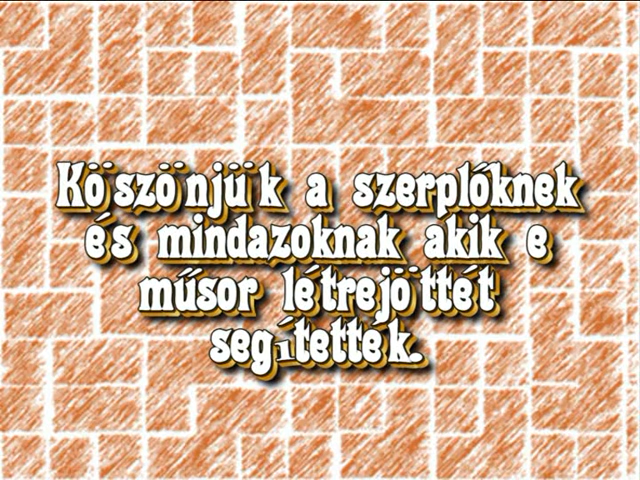 Köszönjük a szerplőknek
és mindazoknak akik e
műsor létrejöttét
segítették.